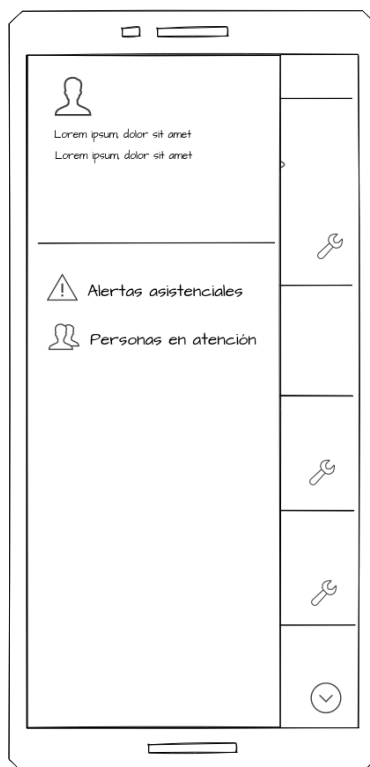 Lorem ipsum, dolor sit amet
Lorem ipsum, dolor sit amet
Alertas asistenciales
Personas en atención